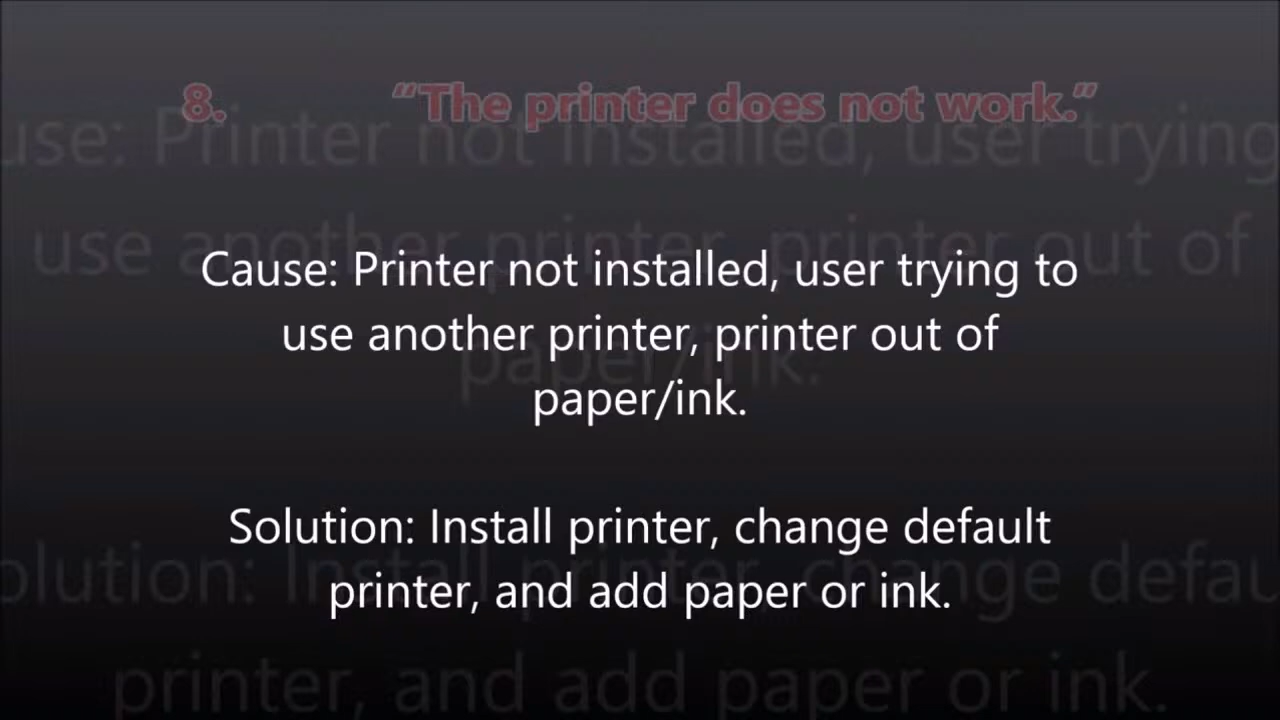 8. “The printer does not work.”
Cause: Printer not installed, user trying to
use another printer, printer out of
paper/ink.
Solution: Install printer, change default
printer, and add paper or ink.